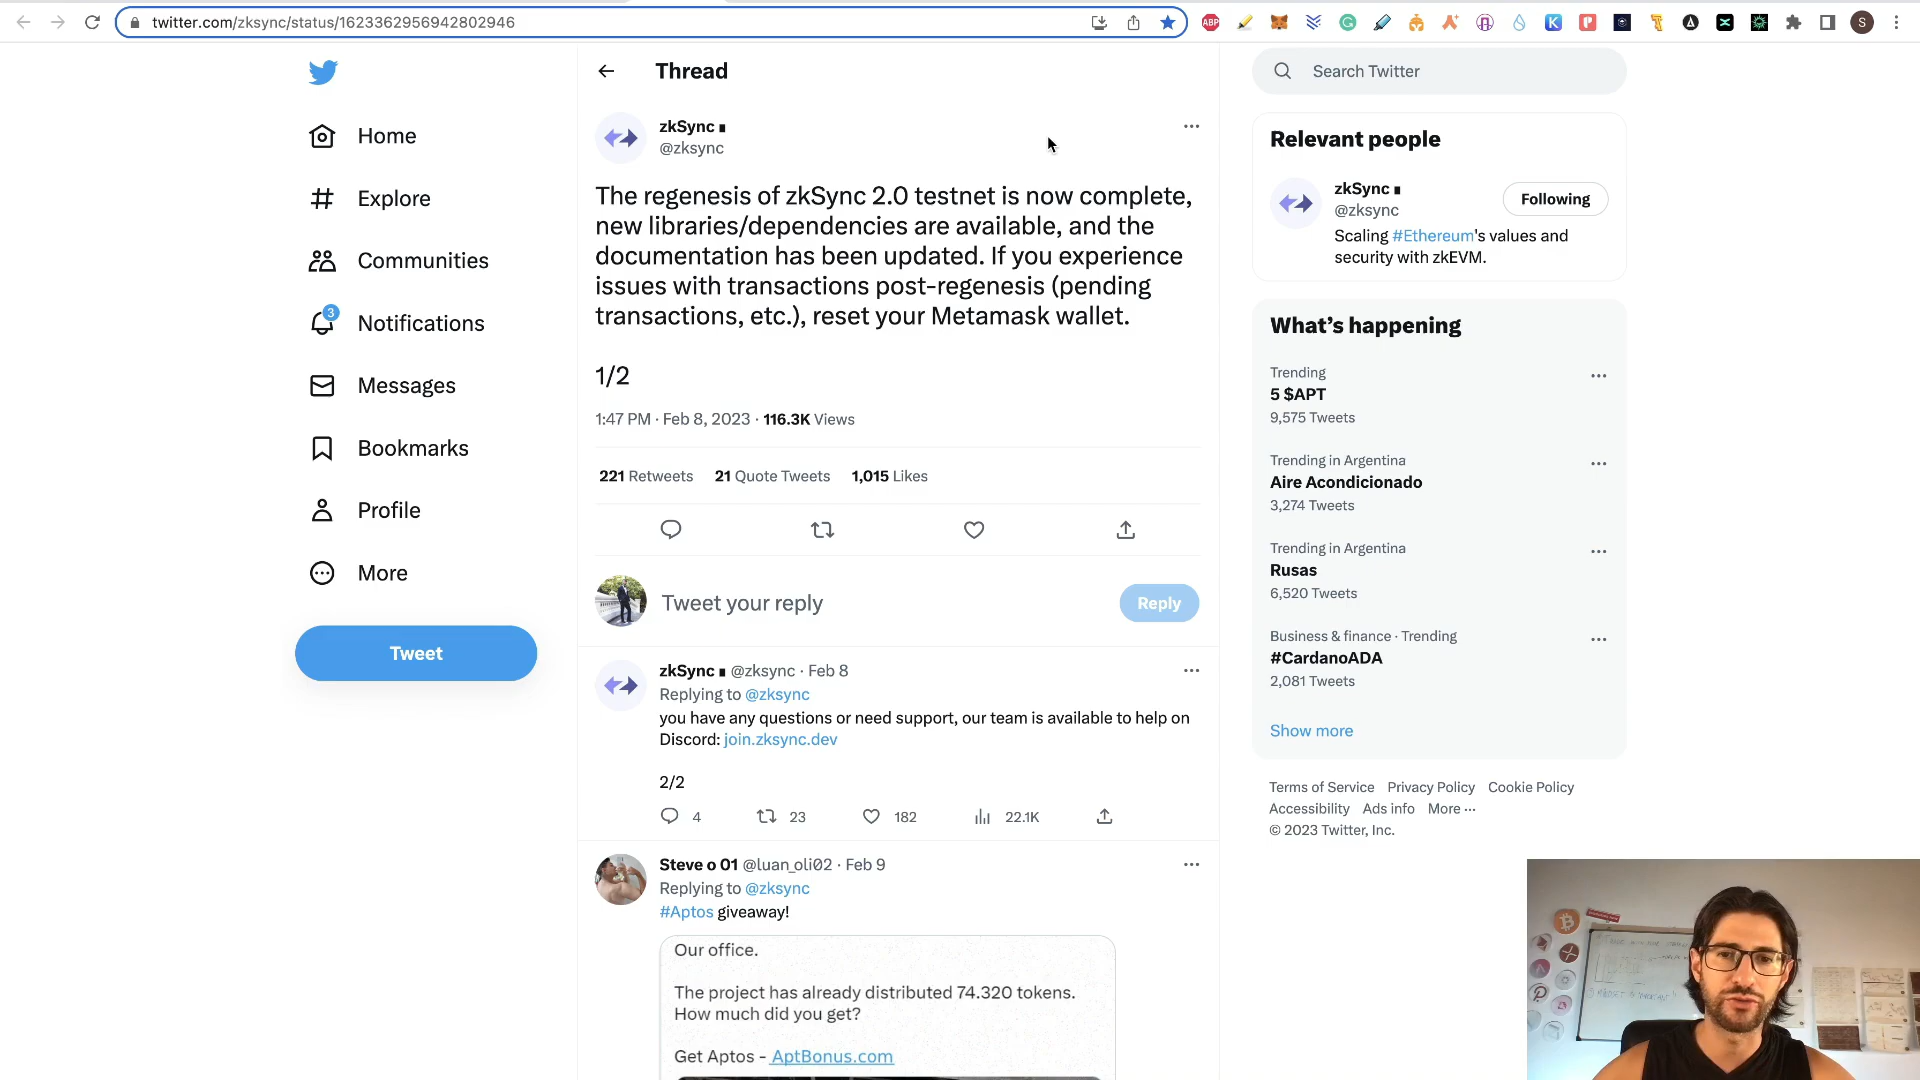 twitter.com/zksync/status/1623362956942802946
ABP
S
Thread
Search Twitter
Home
Explore
Communities
3
Notifications
Messages
Bookmarks
Profile
More
Tweet
zkSync
@zksync
The regenesis of zkSync 2.0 testnet is now complete,
new libraries/dependencies are available, and the
documentation has been updated. If you experience
issues with transactions post-regenesis (pending
transactions, etc.), reset your Metamask wallet.
1/2
1:47 PM · Feb 8, 2023 · 116.3K Views
221 Retweets 21 Quote Tweets 1,015 Likes
Tweet your reply
Reply
zkSync @zksync · Feb 8
Replying to @zksync
you have any questions or need support, our team is available to help on
Discord: join.zksync.dev
2/2
4 23 182 22.1K
Steve o 01 @luan_oli02 · Feb 9
Replying to @zksync
#Aptos giveaway!
Our office.
The project has already distributed 74.320 tokens.
How much did you get?
Get Aptos - AptBonus.com
Relevant people
zkSync
@zksync
Following
Scaling #Ethereum's values and
security with zkEVM.
What's happening
Trending
5 $APT
9,575 Tweets
Trending in Argentina
Aire Acondicionado
3,274 Tweets
Trending in Argentina
Rusas
6,520 Tweets
Business & finance · Trending
#CardanoADA
2,081 Tweets
Show more
Terms of Service Privacy Policy Cookie Policy
Accessibility Ads info More ···
© 2023 Twitter, Inc.